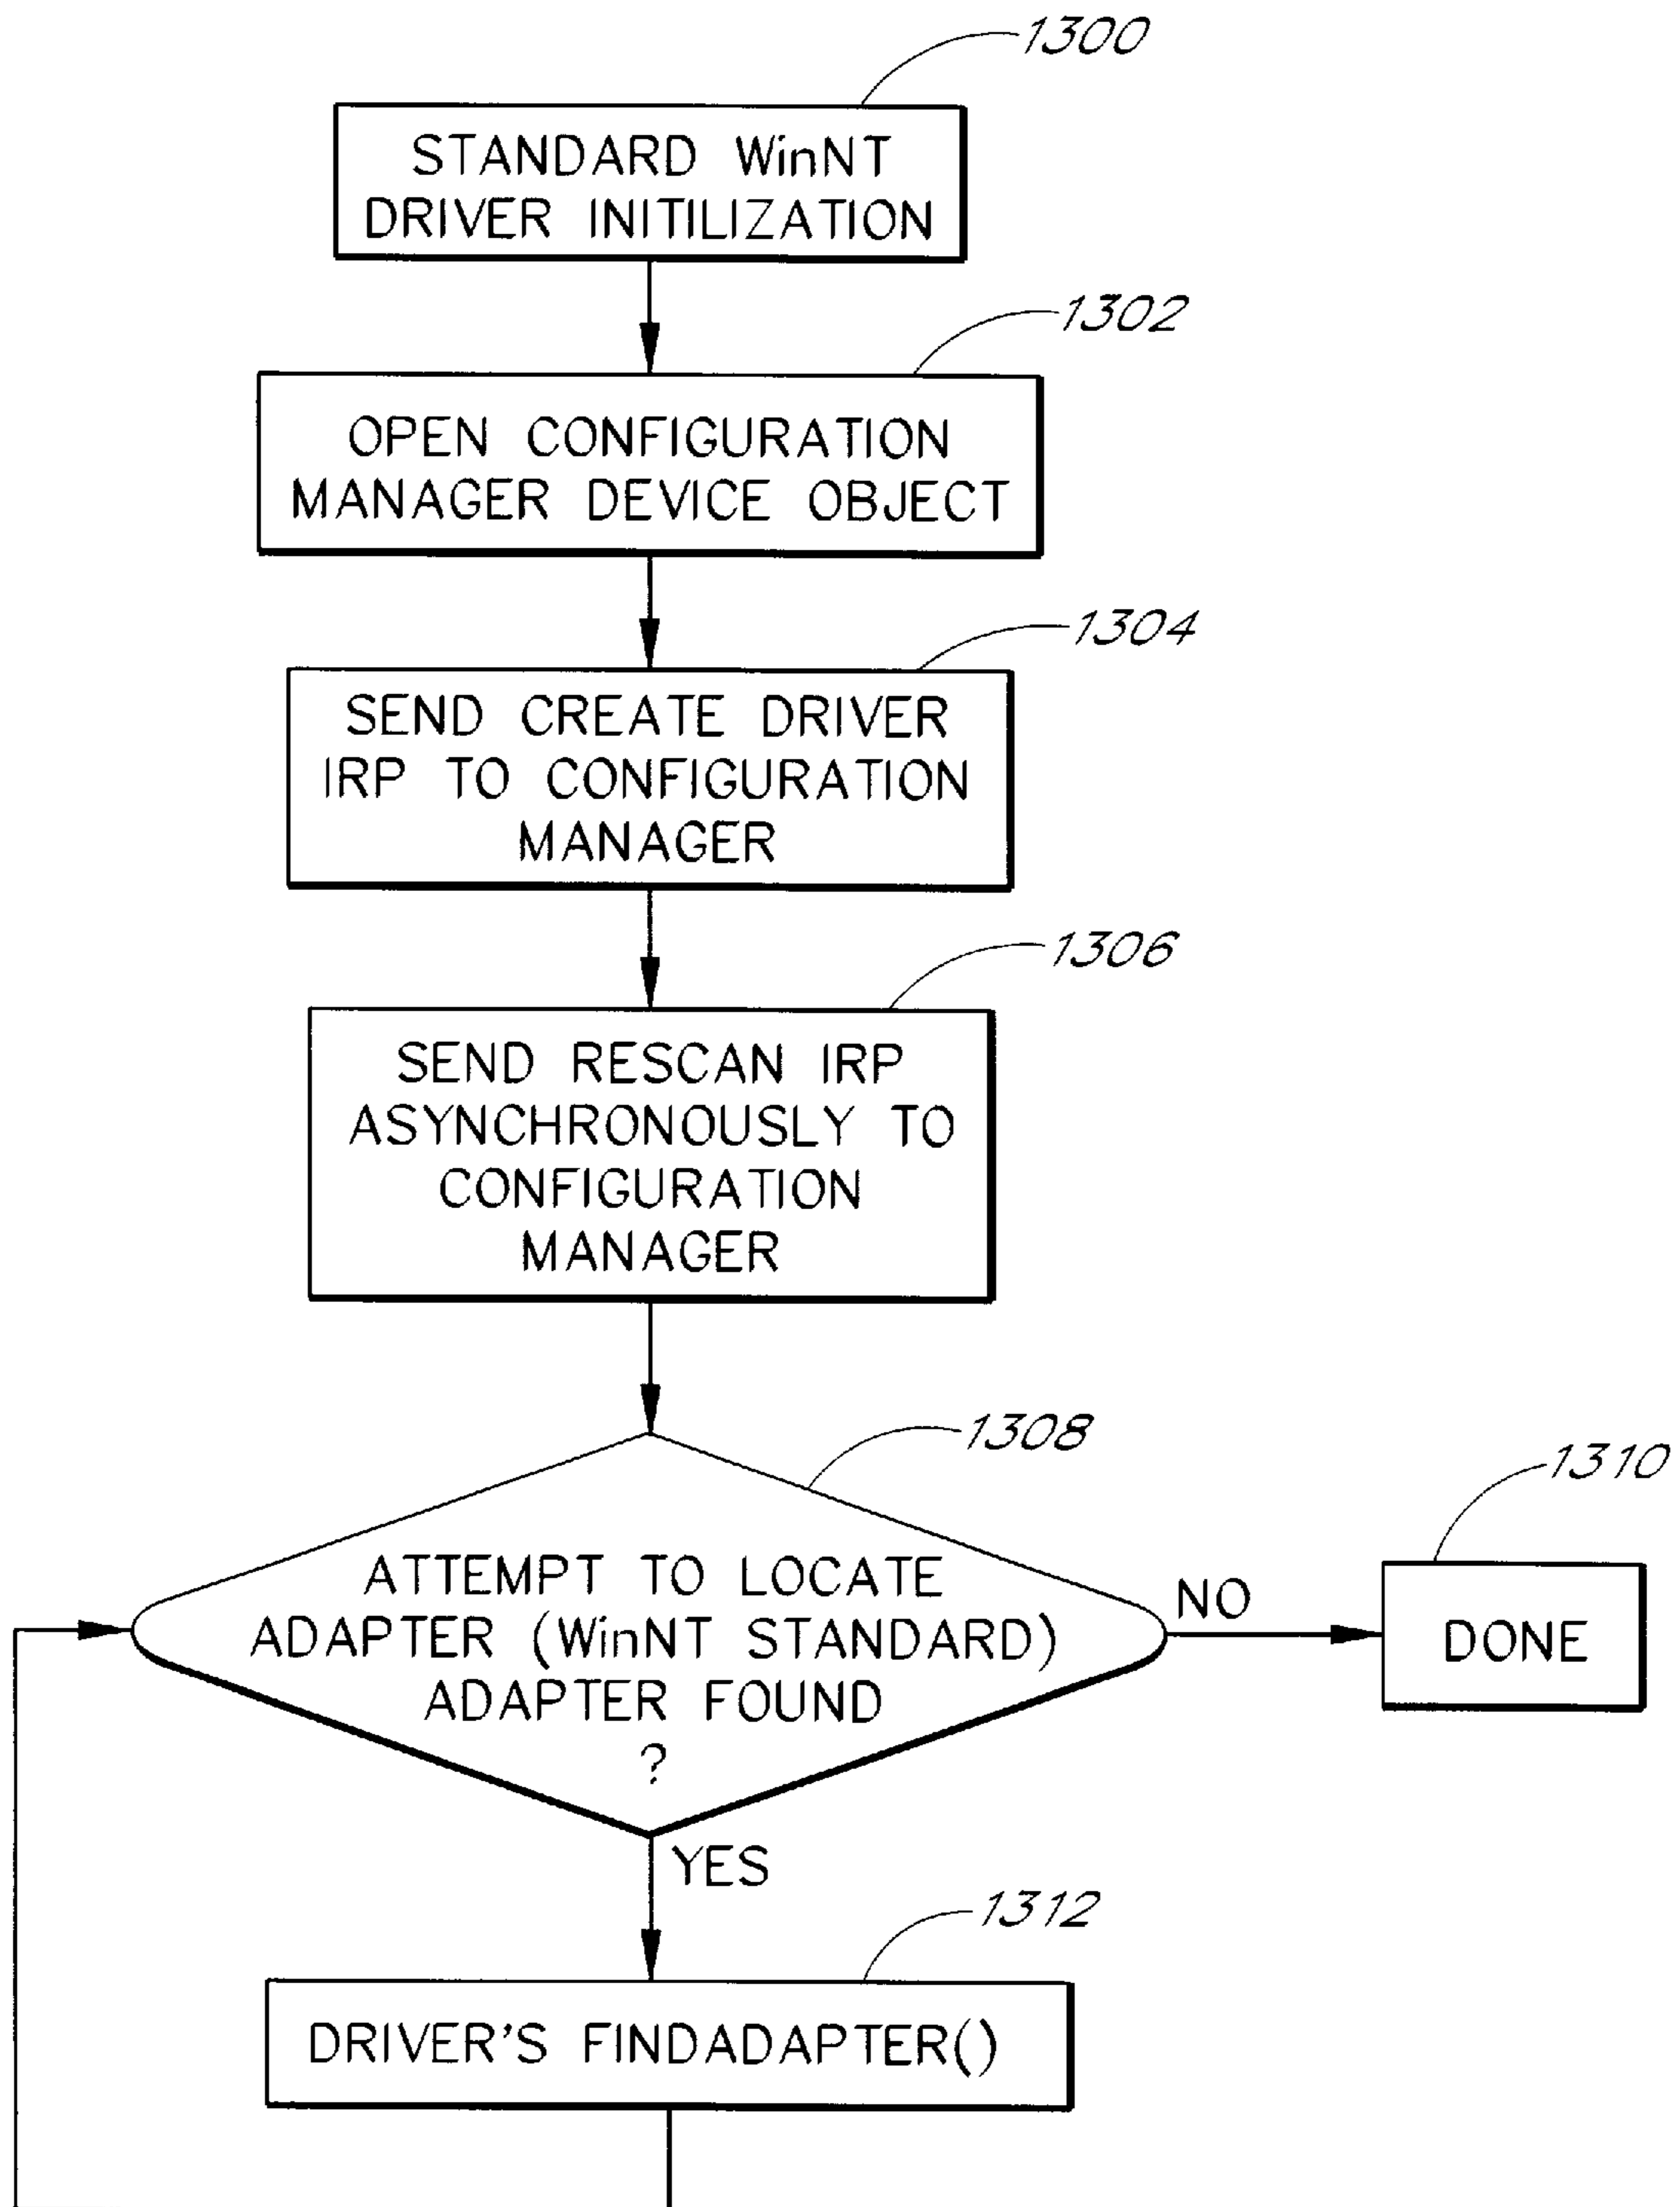 1300
STANDARD WinNT
DRIVER INITILIZATION
1302
OPEN CONFIGURATION
MANAGER DEVICE OBJECT
1304
SEND CREATE DRIVER
IRP TO CONFIGURATION
MANAGER
1306
SEND RESCAN IRP
ASYNCHRONOUSLY TO
CONFIGURATION
MANAGER
1308
ATTEMPT TO LOCATE
ADAPTER (WinNT STANDARD)
ADAPTER FOUND
?
NO
1310
DONE
YES
1312
DRIVER'S FINDADAPTER()